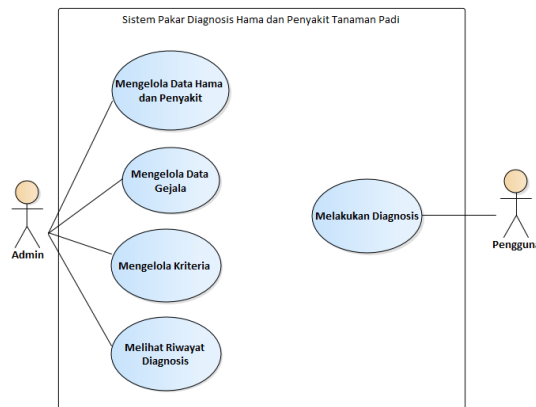 Sistem Pakar Diagnosis Hama dan Penyakit Tanaman Padi
Mengelola Data Hama
dan Penyakit
Mengelola Data
Gejala
Melakukan Diagnosis
Admin
Penggun
Mengelola Kriteria
Melihat Riwayat
Diagnosis